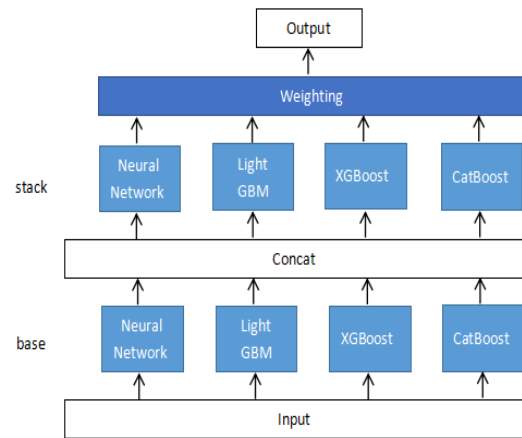 Output
Weighting
stack
Neural
Network
Light
GBM
XGBoost
CatBoost
Concat
base
Neural
Network
Light
GBM
XGBoost
CatBoost
Input